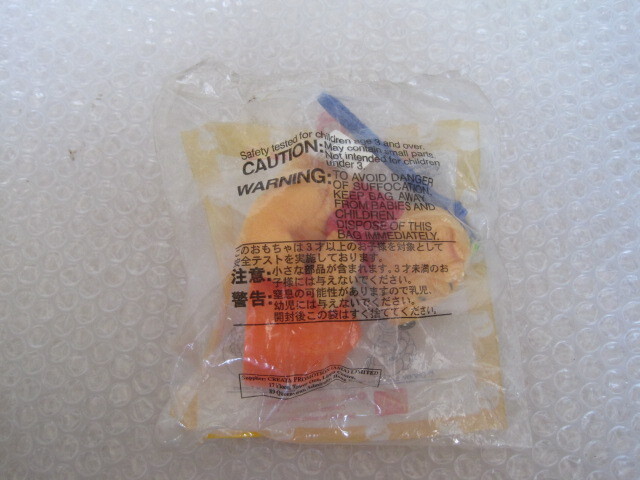 Safety tested for children age 3 and over.
CAUTION: May contain small parts.
Not intended for children
under 3.
WARNING: TO AVOID DANGER
OF SUFFOCATION
KEEP BAG AWAY
FROM BABIES AND
CHILDREN.
DISPOSE OF THIS
BAG IMMEDIATELY.
このおもちゃは3才以上のお子様を対象として
安全テストを実施しております。
注意:小さな部品が含まれます。3才未満のお
子様には与えないでください。
警告:窒息の可能性がありますので乳児、
幼児には与えないでください。
開封後この袋はすぐ捨ててください。